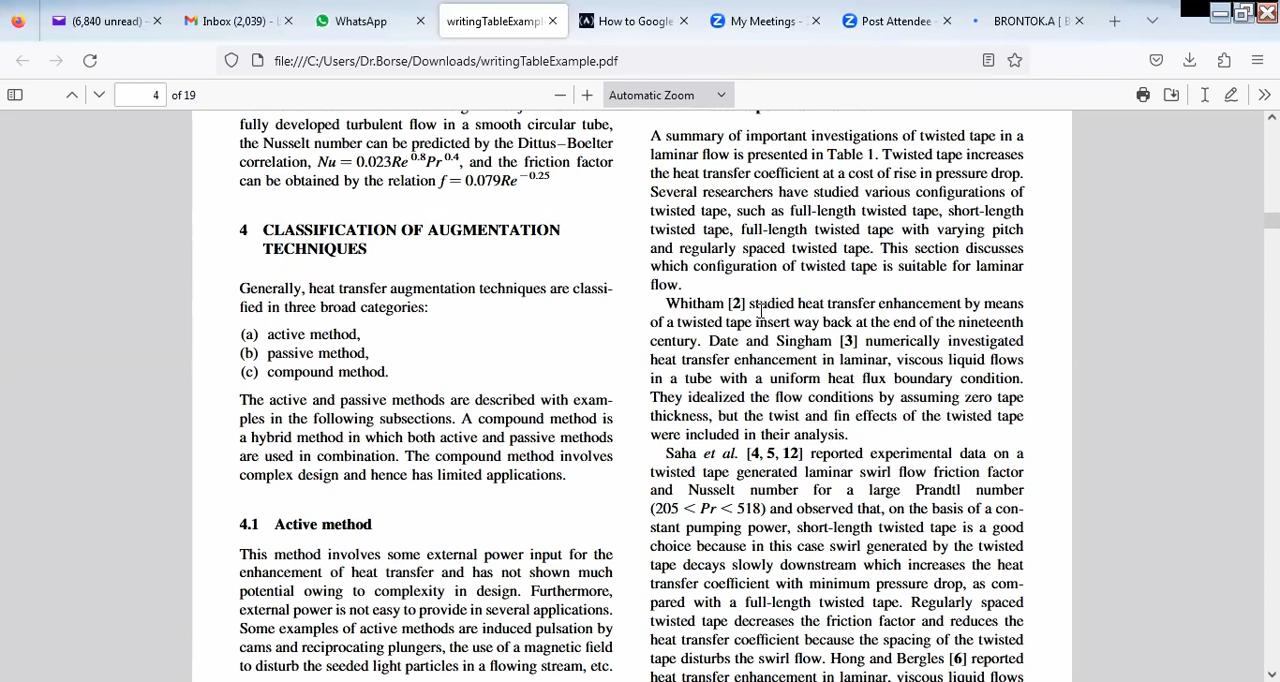 (6,840 unread) -
Inbox (2,039) -
WhatsApp
writingTableExampl
How to Google
My Meetings -
Post Attendee -
BRONTOK.A [
file:///C:/Users/Dr.Borse/Downloads/writingTableExample.pdf
4 of 19
Automatic Zoom
fully developed turbulent flow in a smooth circular tube,
the Nusselt number can be predicted by the Dittus–Boelter
correlation, Nu = 0.023Re^0.8 Pr^0.4, and the friction factor
can be obtained by the relation f = 0.079Re^−0.25
4 CLASSIFICATION OF AUGMENTATION
TECHNIQUES
Generally, heat transfer augmentation techniques are classi-
fied in three broad categories:
(a) active method,
(b) passive method,
(c) compound method.
The active and passive methods are described with exam-
ples in the following subsections. A compound method is
a hybrid method in which both active and passive methods
are used in combination. The compound method involves
complex design and hence has limited applications.
4.1 Active method
This method involves some external power input for the
enhancement of heat transfer and has not shown much
potential owing to complexity in design. Furthermore,
external power is not easy to provide in several applications.
Some examples of active methods are induced pulsation by
cams and reciprocating plungers, the use of a magnetic field
to disturb the seeded light particles in a flowing stream, etc.
A summary of important investigations of twisted tape in a
laminar flow is presented in Table 1. Twisted tape increases
the heat transfer coefficient at a cost of rise in pressure drop.
Several researchers have studied various configurations of
twisted tape, such as full-length twisted tape, short-length
twisted tape, full-length twisted tape with varying pitch
and regularly spaced twisted tape. This section discusses
which configuration of twisted tape is suitable for laminar
flow.
Whitham [2] studied heat transfer enhancement by means
of a twisted tape insert way back at the end of the nineteenth
century. Date and Singham [3] numerically investigated
heat transfer enhancement in laminar, viscous liquid flows
in a tube with a uniform heat flux boundary condition.
They idealized the flow conditions by assuming zero tape
thickness, but the twist and fin effects of the twisted tape
were included in their analysis.
Saha et al. [4, 5, 12] reported experimental data on a
twisted tape generated laminar swirl flow friction factor
and Nusselt number for a large Prandtl number
(205 < Pr < 518) and observed that, on the basis of a con-
stant pumping power, short-length twisted tape is a good
choice because in this case swirl generated by the twisted
tape decays slowly downstream which increases the heat
transfer coefficient with minimum pressure drop, as com-
pared with a full-length twisted tape. Regularly spaced
twisted tape decreases the friction factor and reduces the
heat transfer coefficient because the spacing of the twisted
tape disturbs the swirl flow. Hong and Bergles [6] reported
heat transfer enhancement in laminar, viscous liquid flows